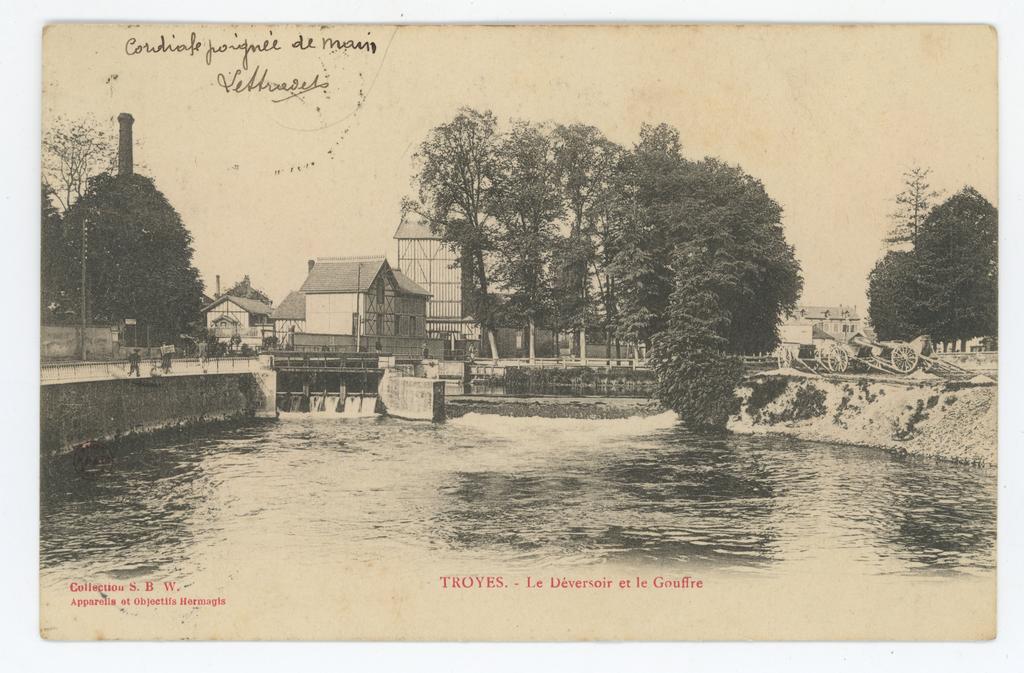 Cordiale poignée de main
TROYES. - Le Déversoir et le Gouffre
Collection S. B W.
Appareils et Objectifs Hermagis